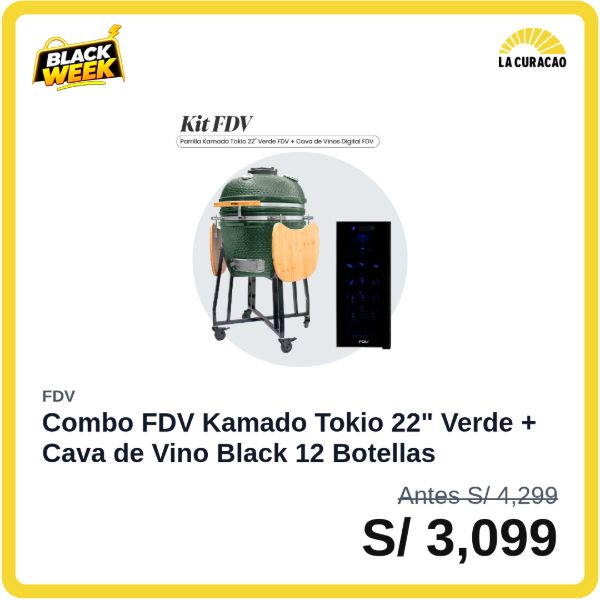 BLACK
WEEK
LA CURACAO
Kit FDV
Parrilla Kamado Tokio 22" Verde FDV + Cava de Vinos Digital FDV
FDV
FDV
Combo FDV Kamado Tokio 22" Verde +
Cava de Vino Black 12 Botellas
Antes S/ 4,299
S/ 3,099